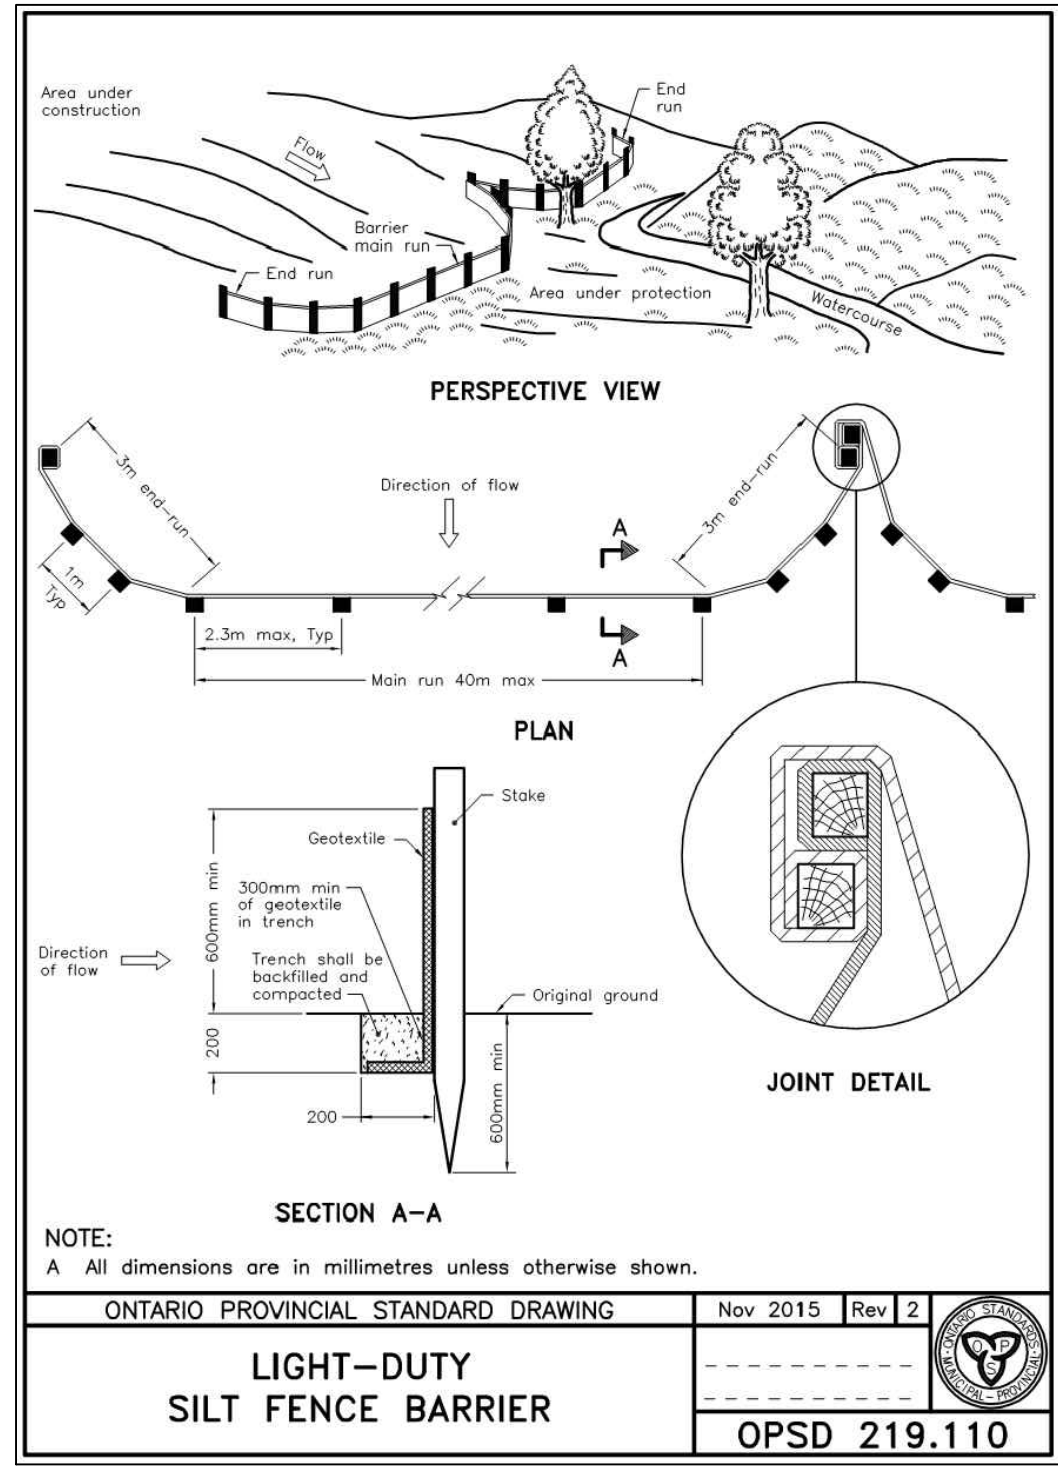 Area under
construction
Flow
End
run
Barrier
main run
End run
Area under protection
Watercourse
PERSPECTIVE VIEW
3m end-run
Direction of flow
3m end-run
A
1m
Typ
2.3m max, Typ
A
Main run 40m max
PLAN
Stake
Geotextile
600mm min
300mm min
of geotextile
in trench
Direction
of flow
Trench shall be
backfilled and
compacted
Original ground
200
600mm min
200
JOINT DETAIL
SECTION A-A
NOTE:
A All dimensions are in millimetres unless otherwise shown.
ONTARIO PROVINCIAL STANDARD DRAWING
Nov 2015
Rev
2
ONTARIO STANDARDS
MUNICIPAL-PROVINCIAL
O P
S
LIGHT-DUTY
SILT FENCE BARRIER
OPSD 219.110